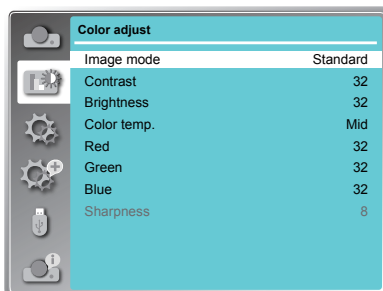 Color adjust
Image mode Standard
Contrast 32
Brightness 32
Color temp. Mid
Red 32
Green 32
Blue 32
Sharpness 8